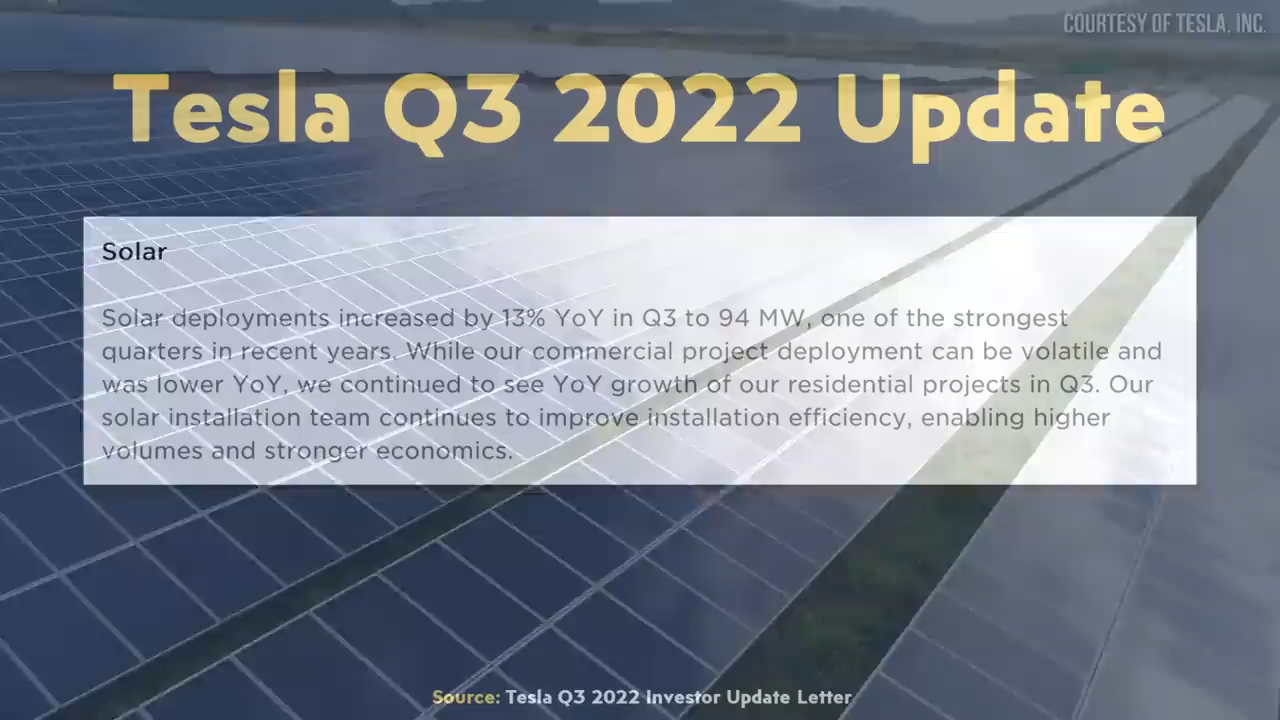 COURTESY OF TESLA, INC.
Tesla Q3 2022 Update
Solar
Solar deployments increased by 13% YoY in Q3 to 94 MW, one of the strongest
quarters in recent years. While our commercial project deployment can be volatile and
was lower YoY, we continued to see YoY growth of our residential projects in Q3. Our
solar installation team continues to improve installation efficiency, enabling higher
volumes and stronger economics.
Source: Tesla Q3 2022 Investor Update Letter